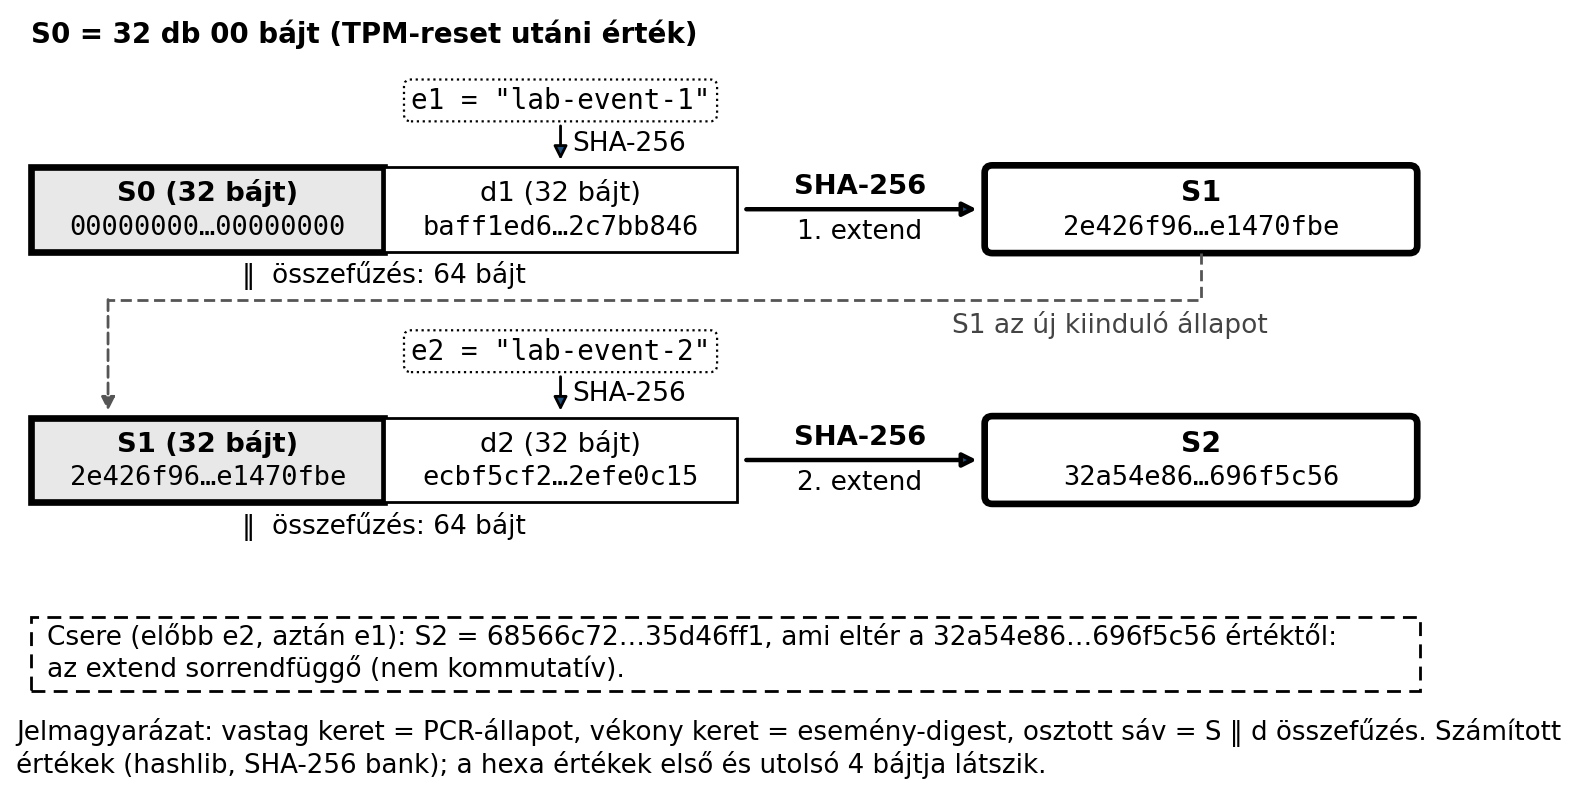 S0 = 32 db 00 bájt (TPM-reset utáni érték)
e1 = "lab-event-1"
SHA-256
S0 (32 bájt)
00000000…00000000
d1 (32 bájt)
baff1ed6…2c7bb846
SHA-256
1. extend
S1
2e426f96…e1470fbe
‖ összefűzés: 64 bájt
S1 az új kiinduló állapot
e2 = "lab-event-2"
SHA-256
S1 (32 bájt)
2e426f96…e1470fbe
d2 (32 bájt)
ecbf5cf2…2efe0c15
SHA-256
2. extend
S2
32a54e86…696f5c56
‖ összefűzés: 64 bájt
Csere (előbb e2, aztán e1): S2 = 68566c72…35d46ff1, ami eltér a 32a54e86…696f5c56 értéktől:
az extend sorrendfüggő (nem kommutatív).
Jelmagyarázat: vastag keret = PCR-állapot, vékony keret = esemény-digest, osztott sáv = S ‖ d összefűzés. Számított
értékek (hashlib, SHA-256 bank); a hexa értékek első és utolsó 4 bájtja látszik.